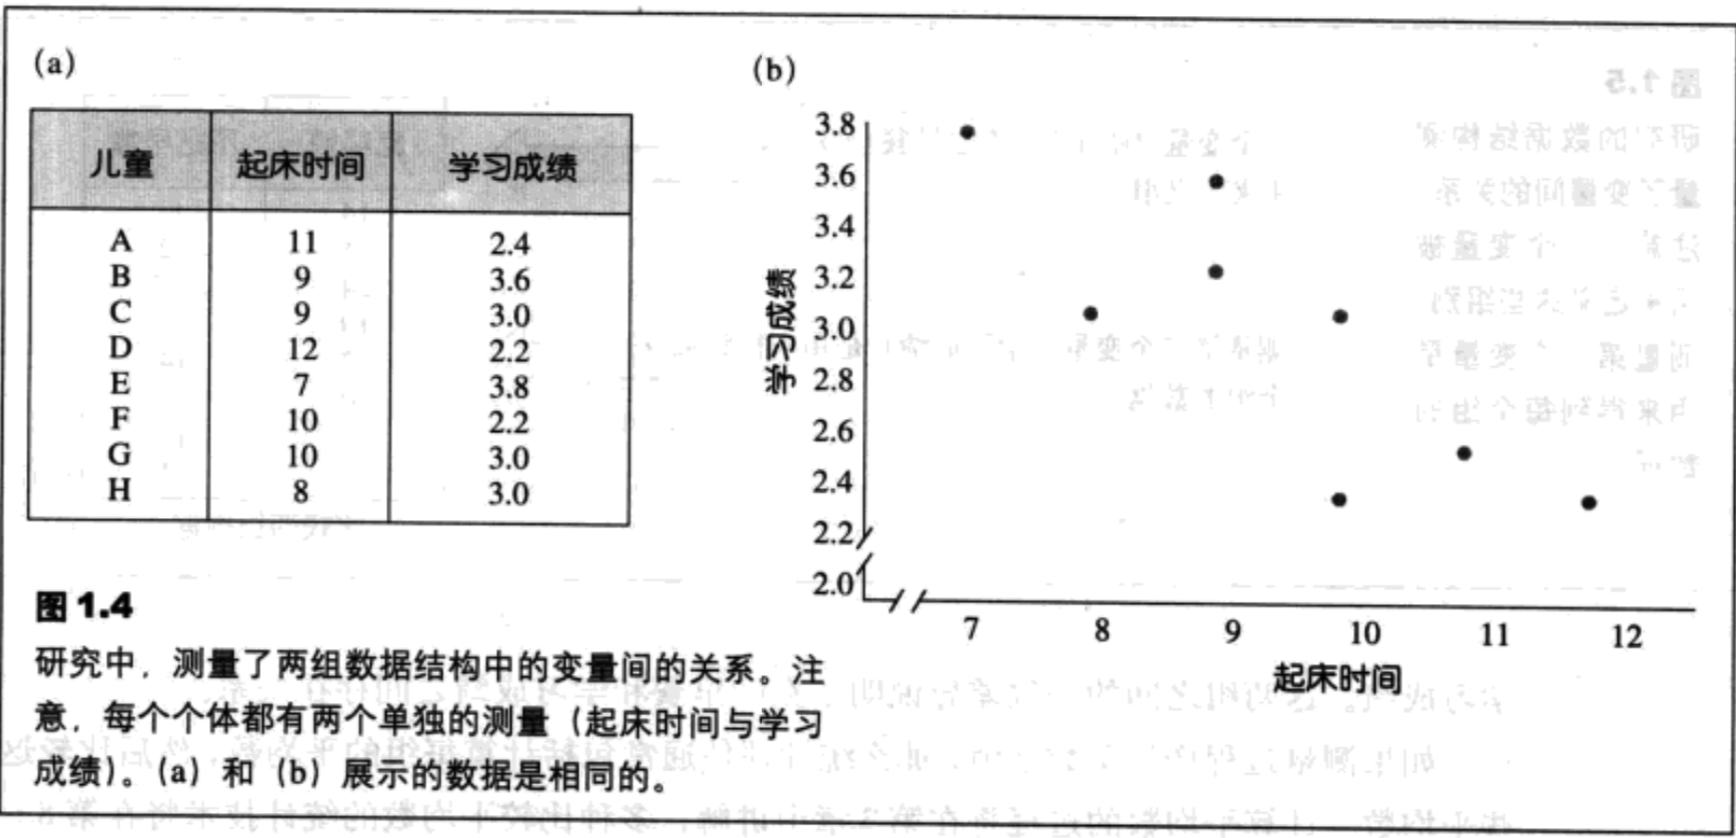 (a)
儿童 起床时间 学习成绩
A 11 2.4
B 9 3.6
C 9 3.0
D 12 2.2
E 7 3.8
F 10 2.2
G 10 3.0
H 8 3.0
图 1.4
研究中，测量了两组数据结构中的变量间的关系。注
意，每个个体都有两个单独的测量（起床时间与学习
成绩）。（a）和（b）展示的数据是相同的。
(b)
学习成绩
3.8
3.6
3.4
3.2
3.0
2.8
2.6
2.4
2.2
2.0
7 8 9 10 11 12
起床时间